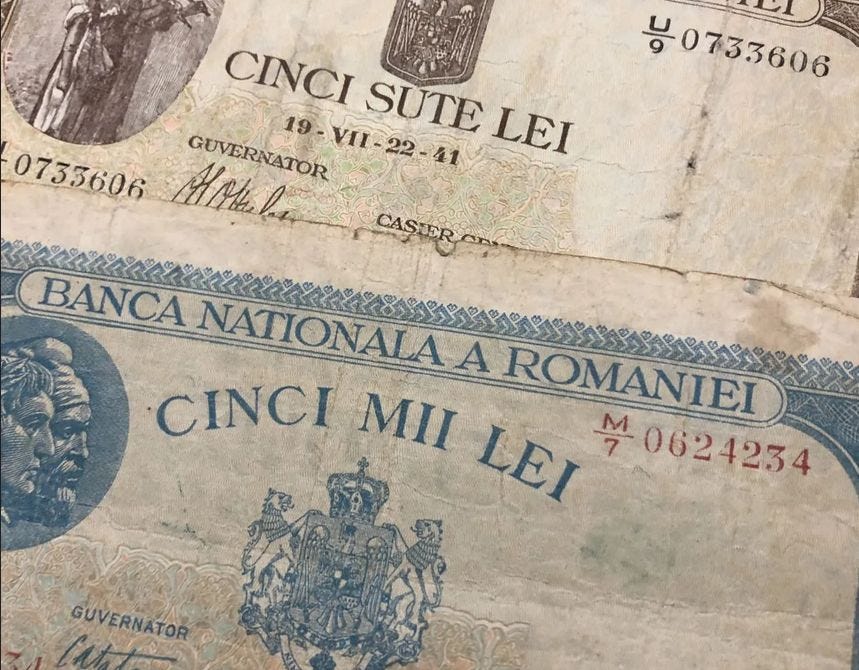 U/9 0733606
CINCI SUTE LEI
19-VII-22-41
GUVERNATOR
0733606
CASIER
BANCA NATIONALA A ROMANIEI
CINCI MII LEI
M/7 0624234
GUVERNATOR